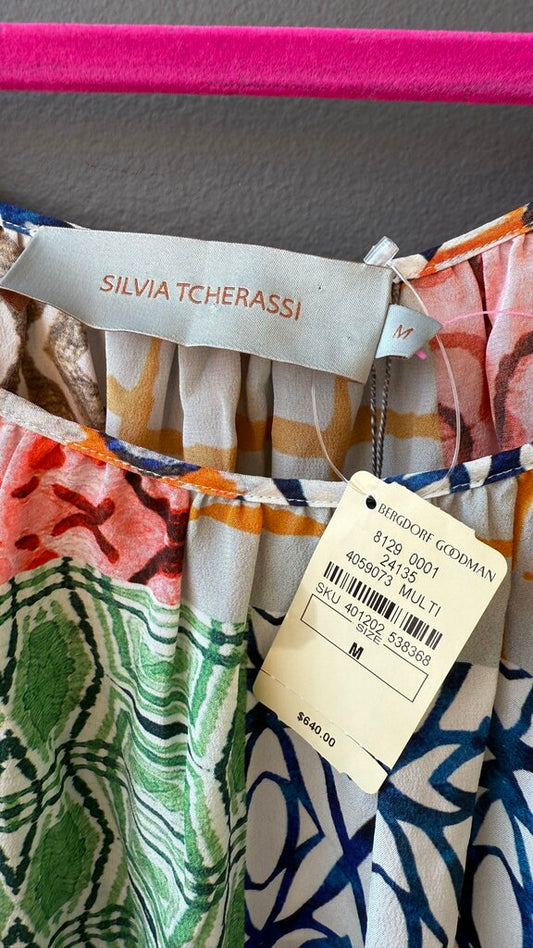 SILVIA TCHERASSI
M
BERGDORF GOODMAN
8129 0001
24135
4059073 MULTI
SKU 401202 538368
SIZE
M
$640.00